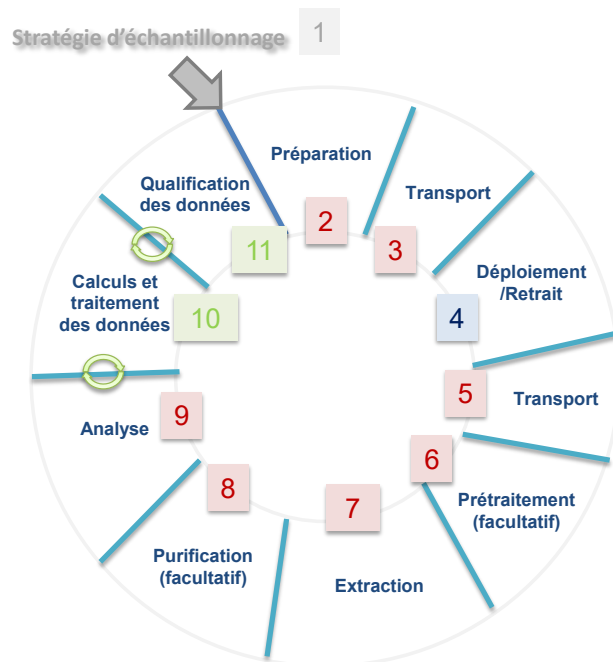 Stratégie d'échantillonnage 1
Préparation
2
Transport
3
Déploiement
/Retrait
4
Transport
5
Prétraitement
(facultatif)
6
Extraction
7
Purification
(facultatif)
8
Analyse
9
Calculs et
traitement
des données
10
Qualification
des données
11